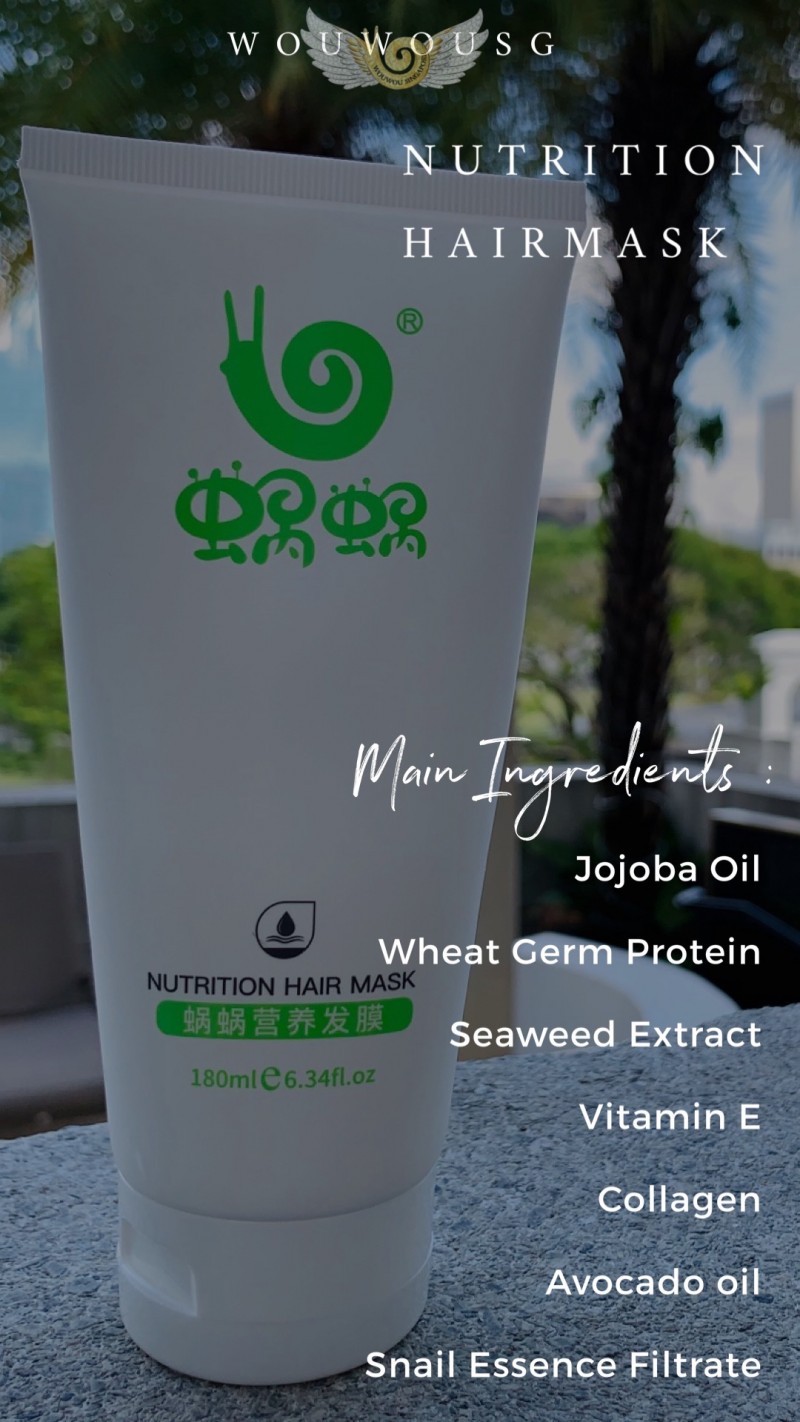 WOUWOUSG
NUTRITION
HAIRMASK
®
蜗蜗
Main Ingredients :
Jojoba Oil
Wheat Germ Protein
Seaweed Extract
Vitamin E
Collagen
Avocado oil
Snail Essence Filtrate
NUTRITION HAIR MASK
蜗蜗营养发膜
180ml e 6.34fl.oz